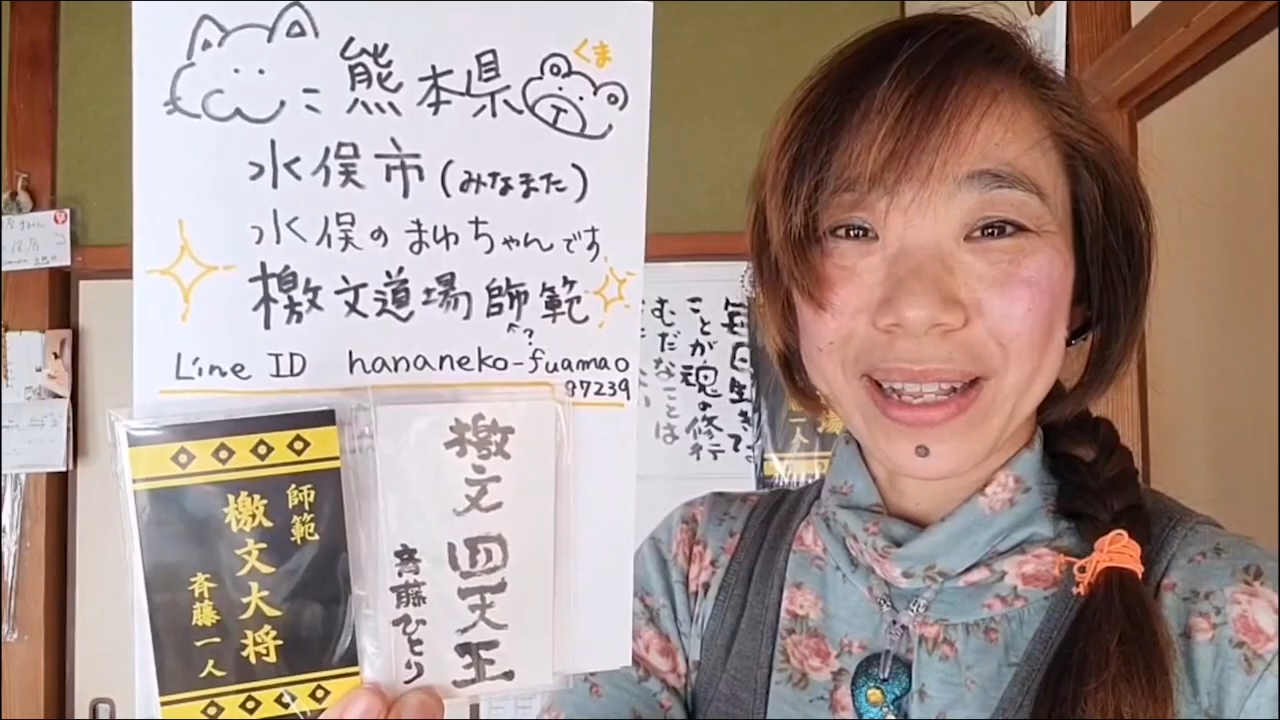 くま
熊本県
水俣市(みなまた)
水俣のまゆちゃんです
檄文道場師範
?
Line ID hananeko-fuamao
87239
師範
檄文大将
斉藤一人
檄文四天王
斉藤ひとり
毎日生きて
ことが魂の修行
むだなことは
一人